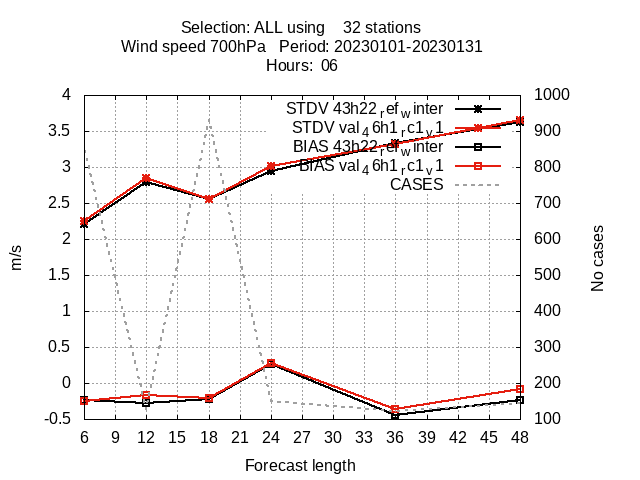 Selection: ALL using    32 stations
Wind speed 700hPa   Period: 20230101-20230131
Hours:  06
4
3.5
3
2.5
2
1.5
1
0.5
0
-0.5
m/s
STDV 43h22_ref_winter
STDV val_46h1_rc1_v1
BIAS 43h22_ref_winter
BIAS val_46h1_rc1_v1
CASES
1000
900
800
700
600
500
400
300
200
100
No cases
6 9 12 15 18 21 24 27 30 33 36 39 42 45 48
Forecast length